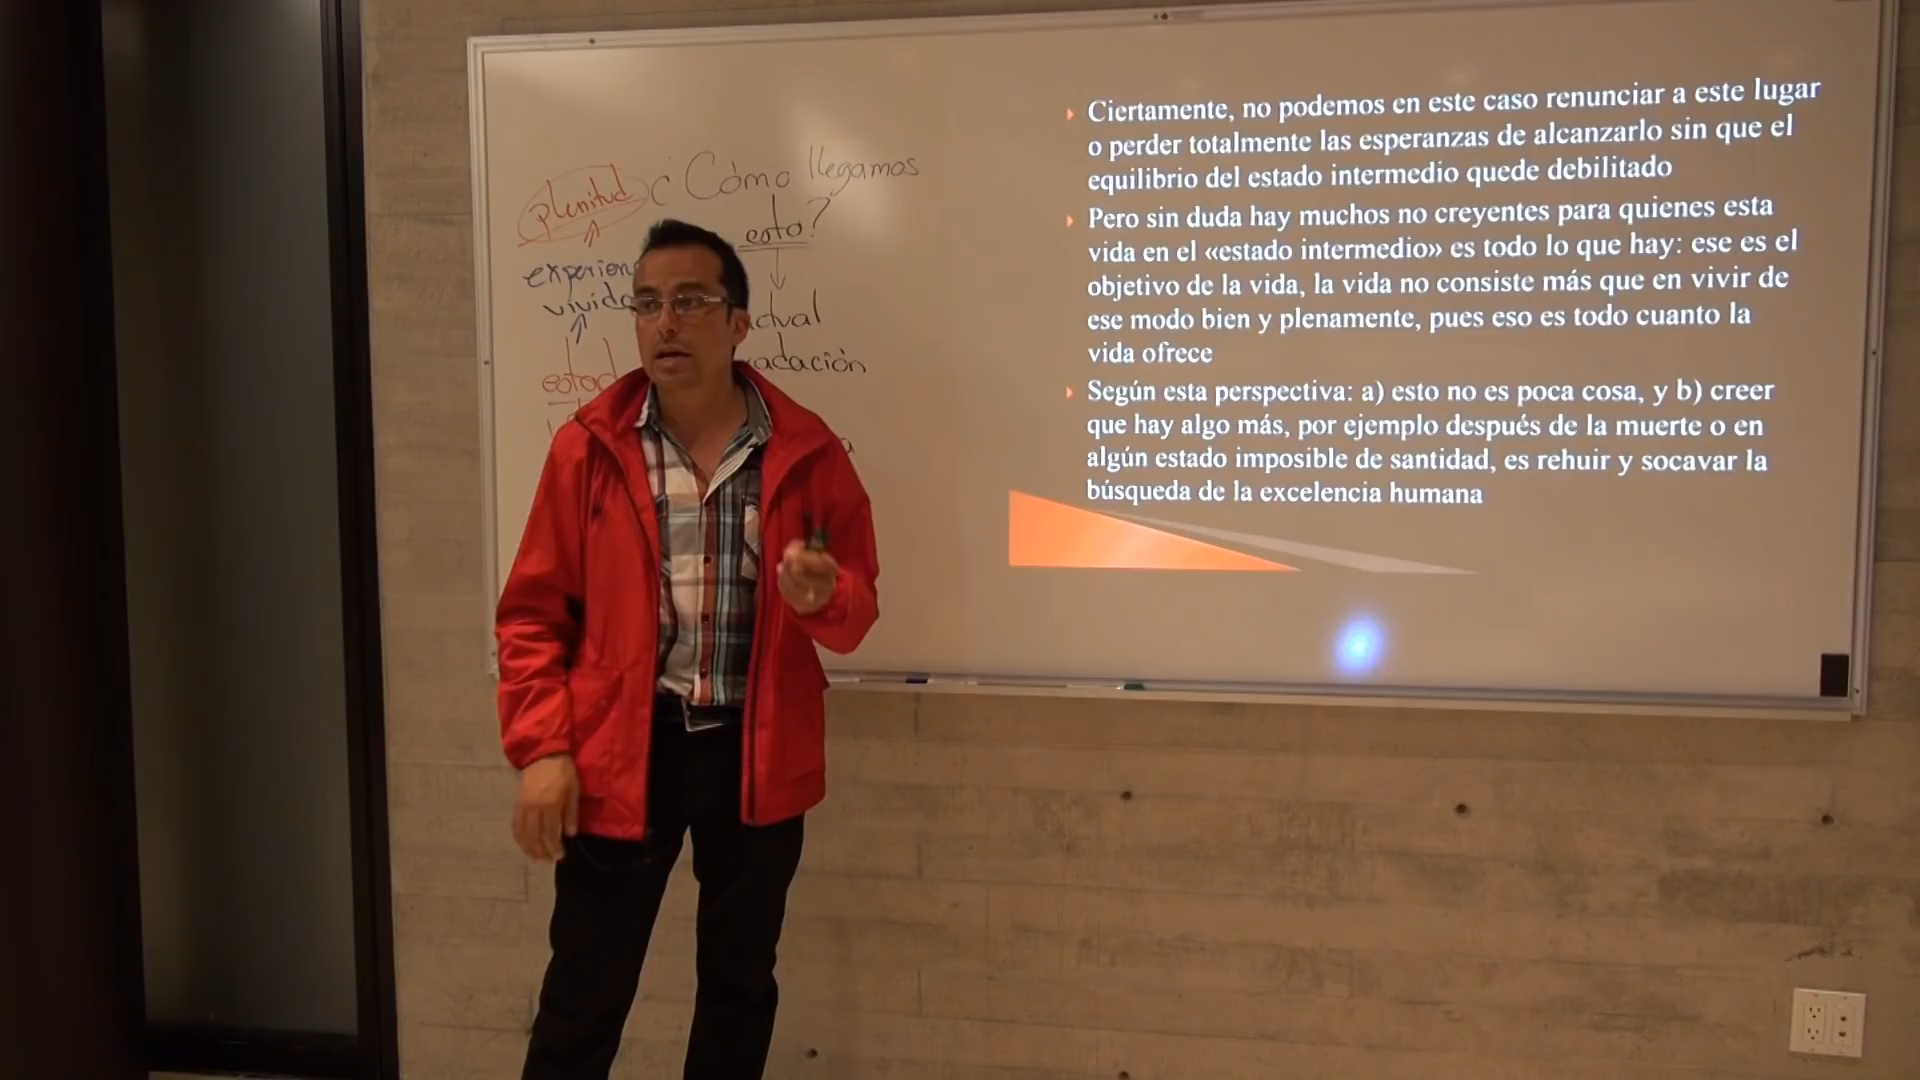 plenitud
¿Cómo llegamos
esto?
vivida
Ciertamente, no podemos en este caso renunciar a este lugar
o perder totalmente las esperanzas de alcanzarlo sin que el
equilibrio del estado intermedio quede debilitado
Pero sin duda hay muchos no creyentes para quienes esta
vida en el «estado intermedio» es todo lo que hay: ese es el
objetivo de la vida, la vida no consiste más que en vivir de
ese modo bien y plenamente, pues eso es todo cuanto la
vida ofrece
Según esta perspectiva: a) esto no es poca cosa, y b) creer
que hay algo más, por ejemplo después de la muerte o en
algún estado imposible de santidad, es rehuir y socavar la
búsqueda de la excelencia humana